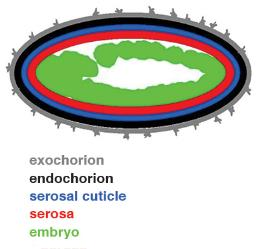 exochorion
endochorion
serosal cuticle
serosa
embryo